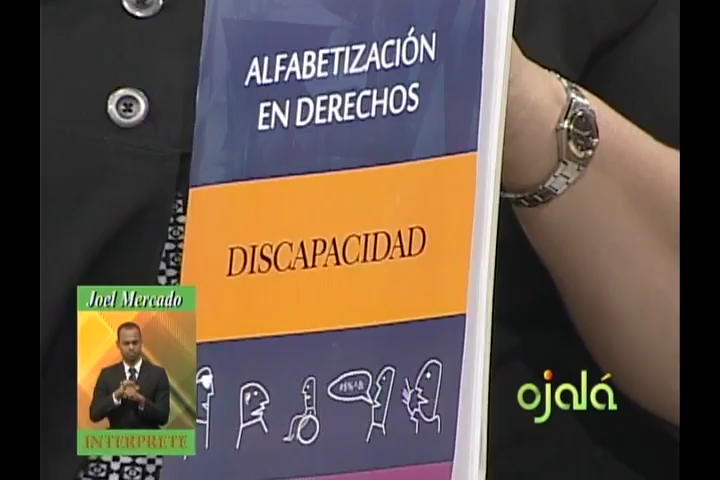 ALFABETIZACIÓN
EN DERECHOS
DISCAPACIDAD
Joel Mercado
INTERPRETE
ojalá